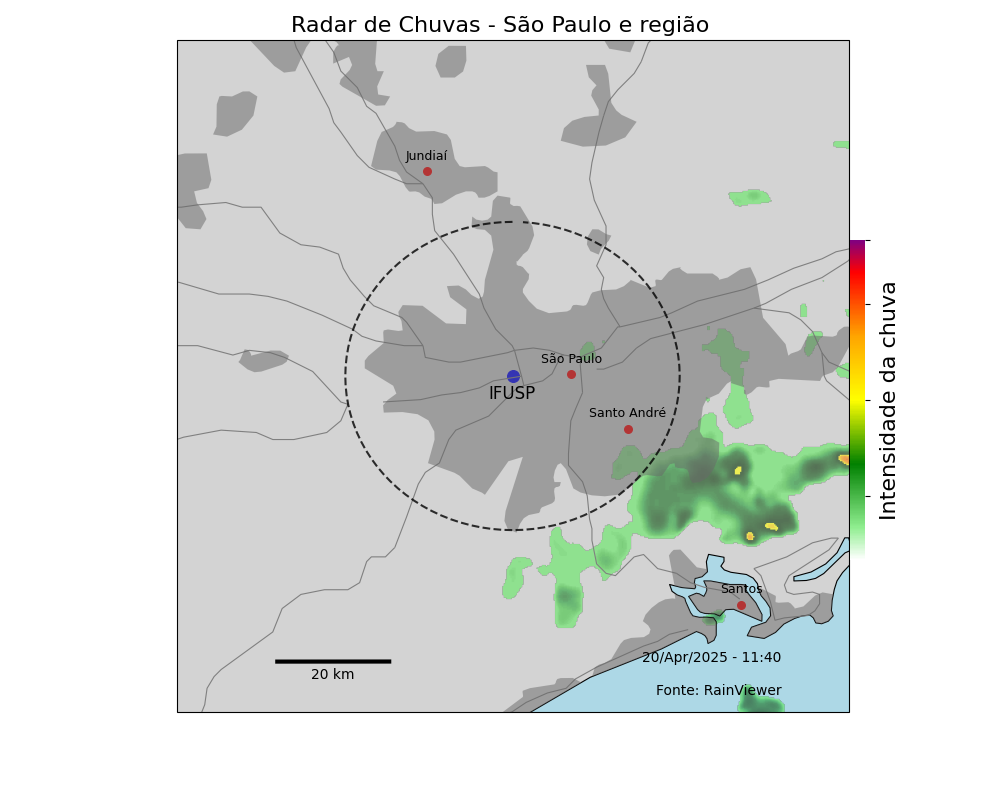 Radar de Chuvas - São Paulo e região
Jundiaí
São Paulo
IFUSP
Santo André
Intensidade da chuva
Santos
20/Apr/2025 - 11:40
20 km
Fonte: RainViewer